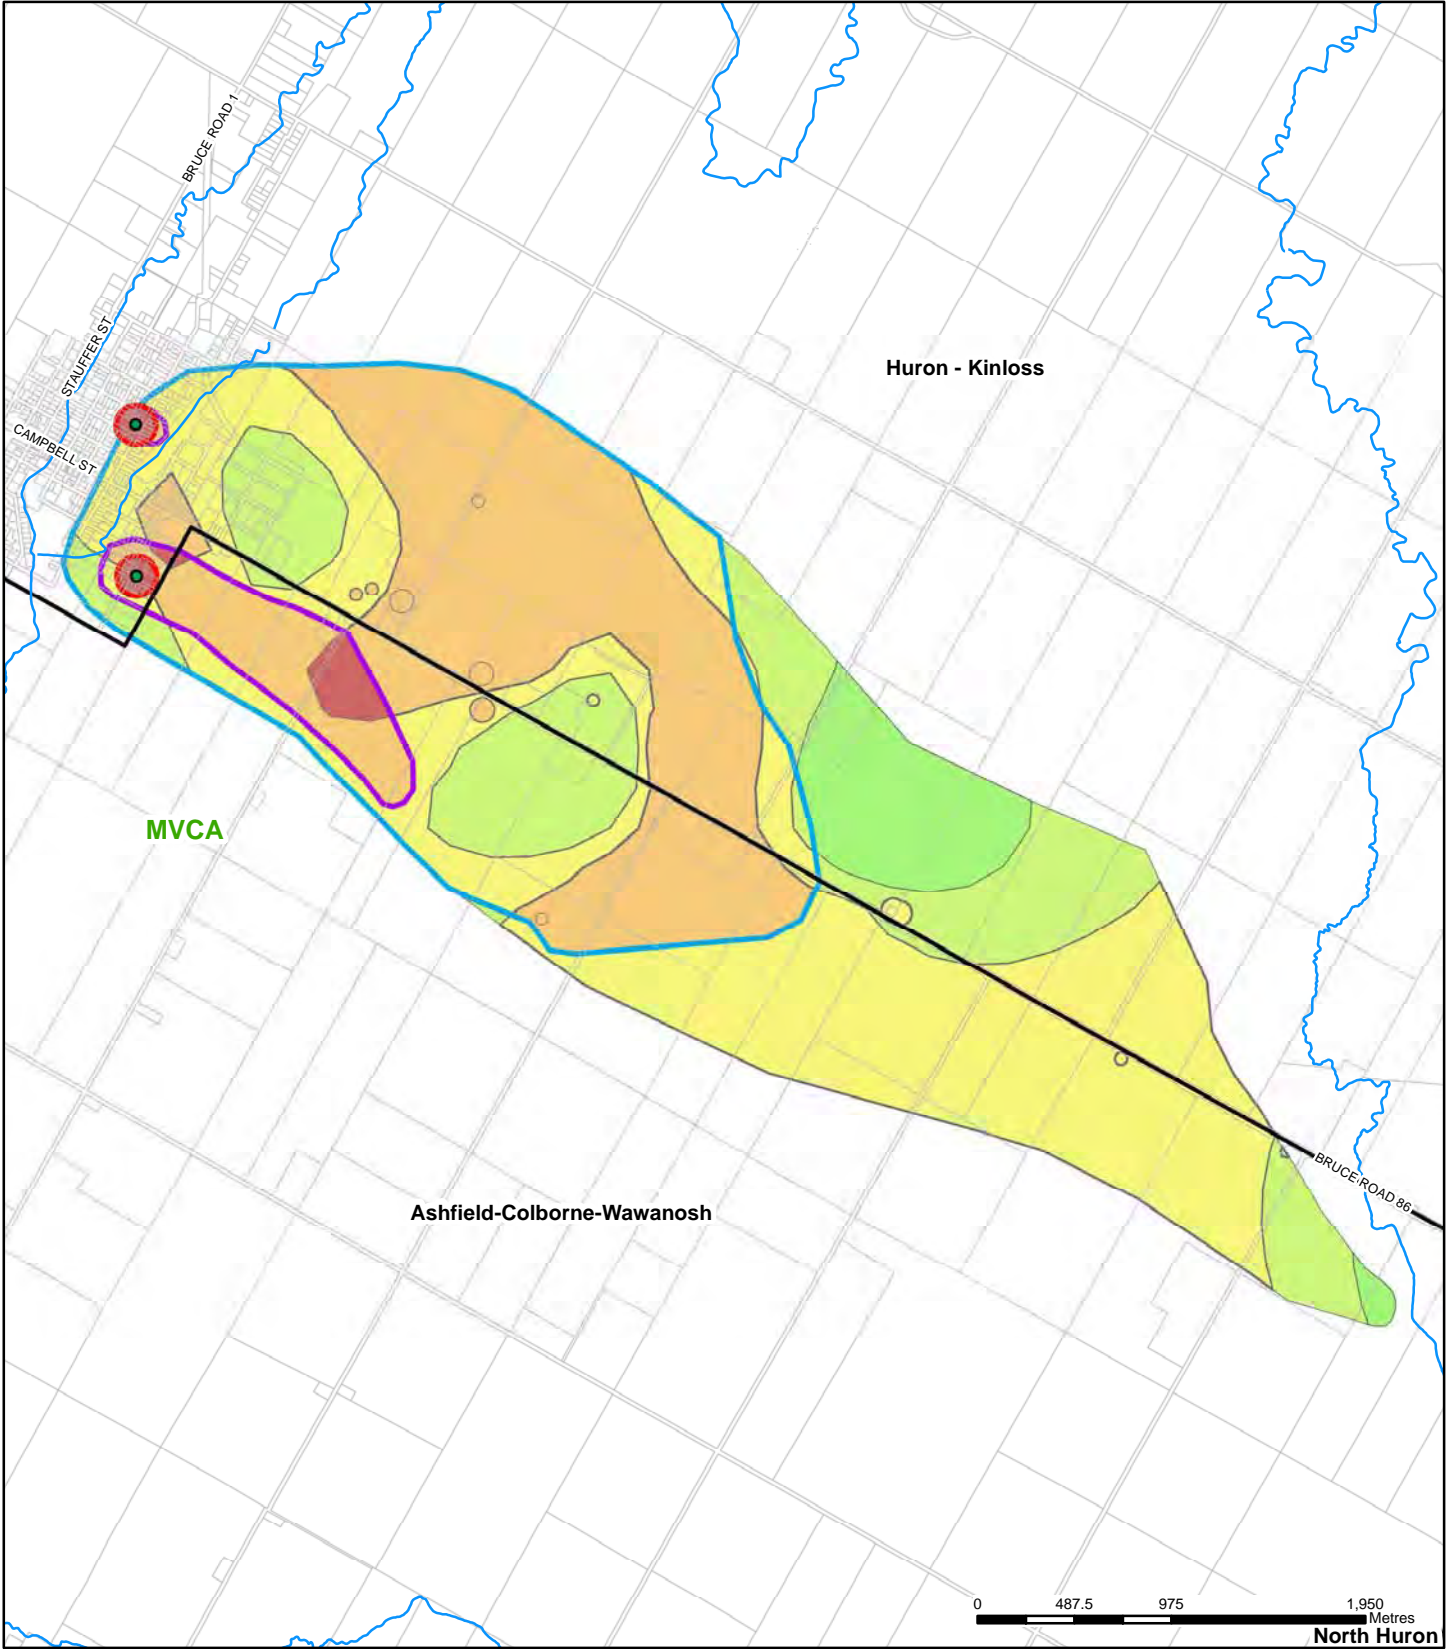 BRUCE ROAD 1
STAUFFER ST
Huron - Kinloss
CAMPBELL ST
MVCA
BRUCE ROAD 86
Ashfield-Colborne-Wawanosh
0 487.5 975 1,950
Metres
North Huron